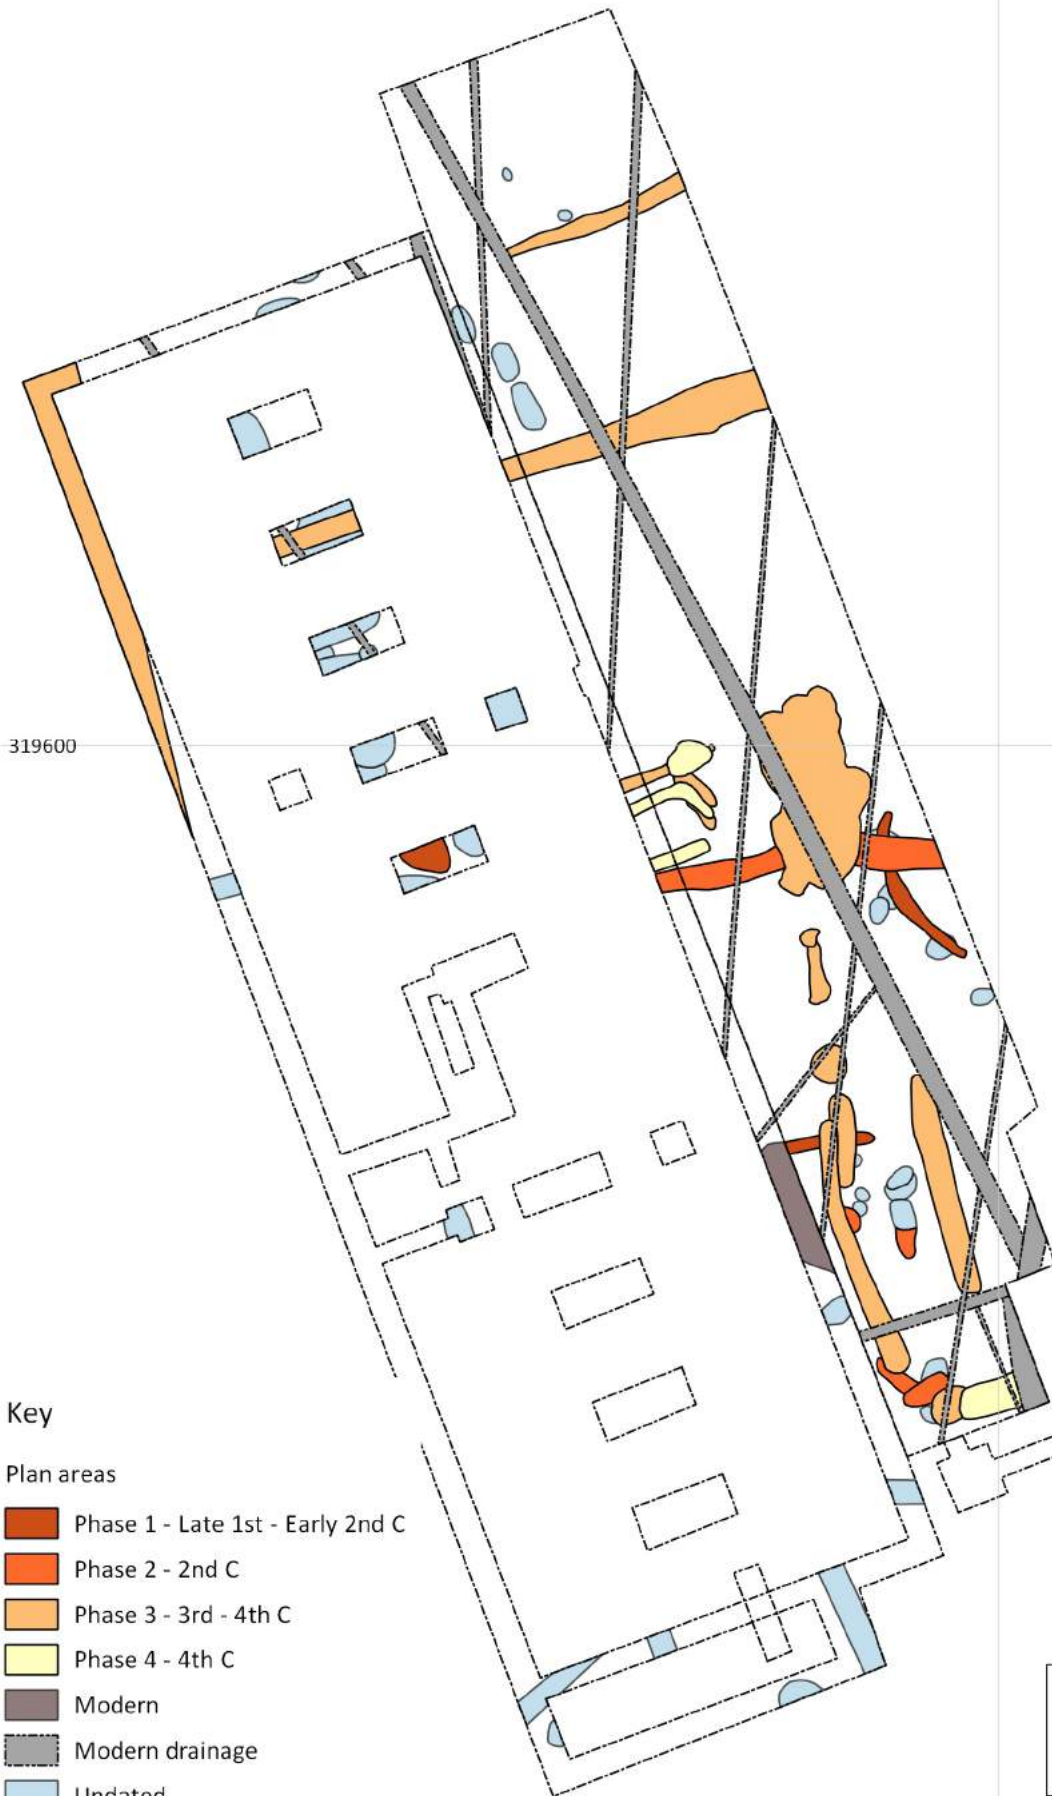 319600
Key
Plan areas
Phase 1 - Late 1st - Early 2nd C
Phase 2 - 2nd C
Phase 3 - 3rd - 4th C
Phase 4 - 4th C
Modern
Modern drainage
Undated